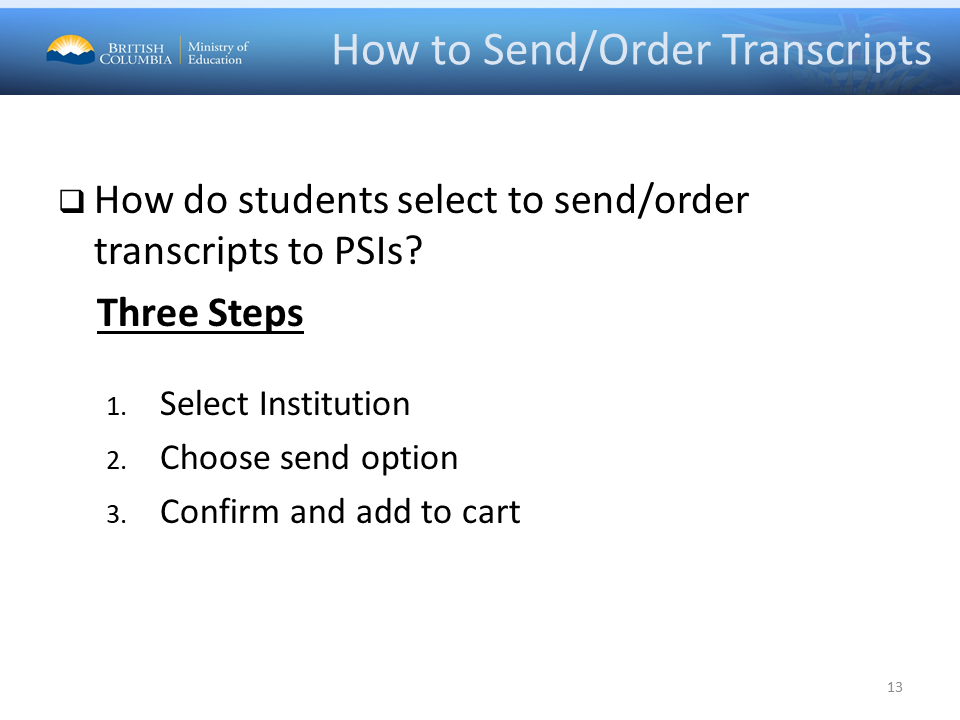 BRITISH COLUMBIA
Ministry of Education
How to Send/Order Transcripts
How do students select to send/order
transcripts to PSIs?
Three Steps
1. Select Institution
2. Choose send option
3. Confirm and add to cart
13